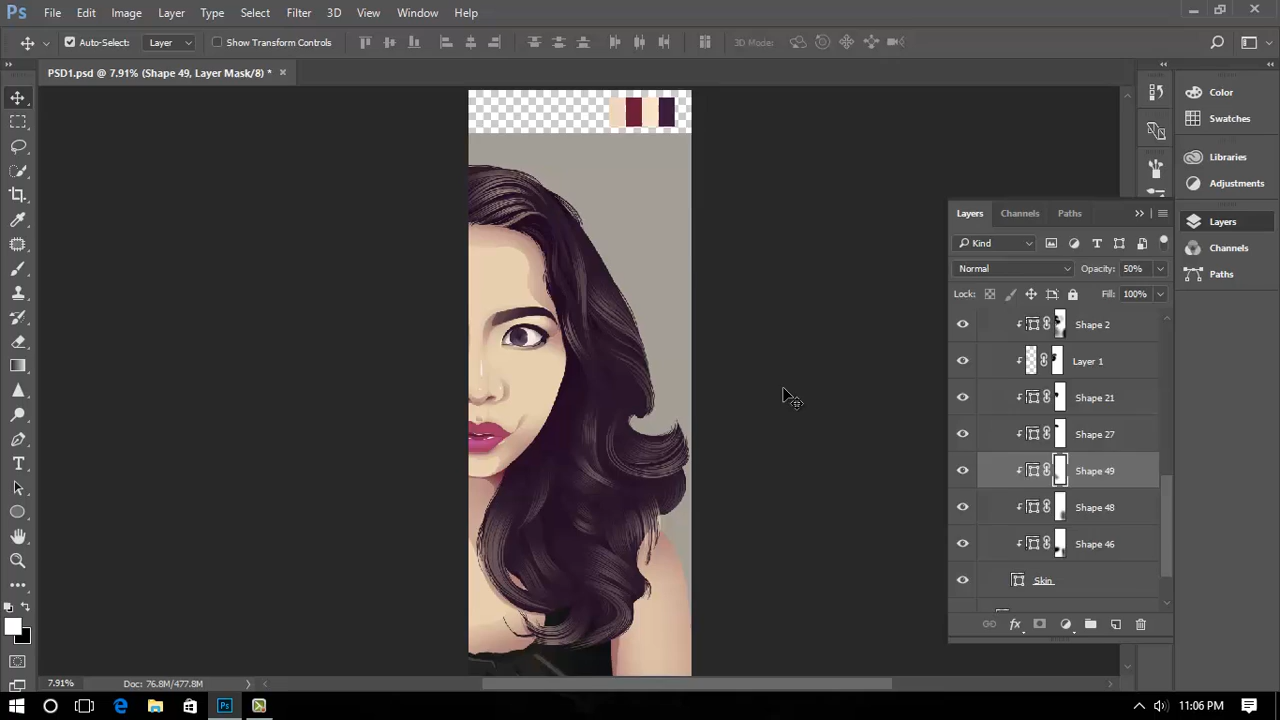 Ps File Edit Image Layer Type Select Filter 3D View Window Help
Auto-Select: Layer Show Transform Controls 3D Mode:
PSD1.psd @ 7.91% (Shape 49, Layer Mask/8) *
Color
Swatches
Libraries
Adjustments
Layers
Channels
Paths
Layers Channels Paths
Kind
Normal Opacity: 50%
Lock: Fill: 100%
Shape 2
Layer 1
Shape 21
Shape 27
Shape 49
Shape 48
Shape 46
Skin
fx
7.91% Doc: 76.8M/477.8M
Ps 11:06 PM